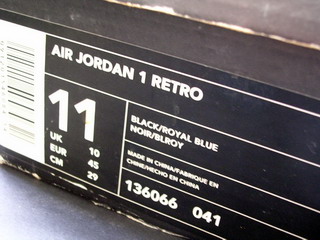 AIR JORDAN 1 RETRO
11
UK 10
EUR 45
CM 29
BLACK/ROYAL BLUE
NOIR/BLROY
MADE IN CHINA/FABRIQUE EN
CHINE/HECHO EN CHINA
136066 041